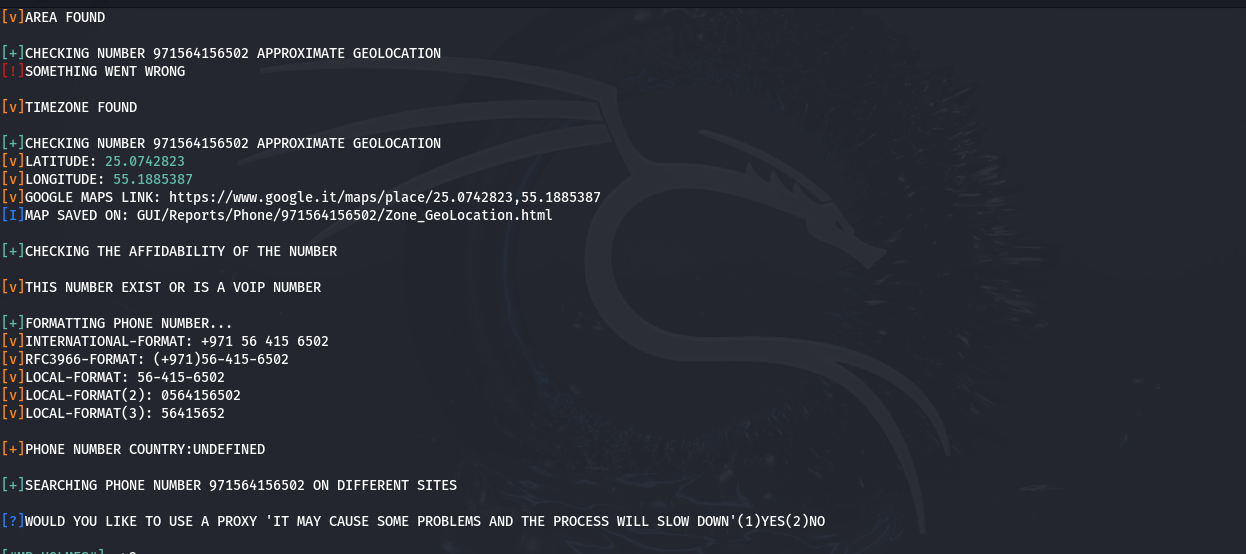 [v]AREA FOUND
[+]CHECKING NUMBER 971564156502 APPROXIMATE GEOLOCATION
[!]SOMETHING WENT WRONG
[v]TIMEZONE FOUND
[+]CHECKING NUMBER 971564156502 APPROXIMATE GEOLOCATION
[v]LATITUDE: 25.0742823
[v]LONGITUDE: 55.1885387
[v]GOOGLE MAPS LINK: https://www.google.it/maps/place/25.0742823,55.1885387
[I]MAP SAVED ON: GUI/Reports/Phone/971564156502/Zone_GeoLocation.html
[+]CHECKING THE AFFIDABILITY OF THE NUMBER
[v]THIS NUMBER EXIST OR IS A VOIP NUMBER
[+]FORMATTING PHONE NUMBER...
[v]INTERNATIONAL-FORMAT: +971 56 415 6502
[v]RFC3966-FORMAT: (+971)56-415-6502
[v]LOCAL-FORMAT: 56-415-6502
[v]LOCAL-FORMAT(2): 0564156502
[v]LOCAL-FORMAT(3): 56415652
[+]PHONE NUMBER COUNTRY:UNDEFINED
[+]SEARCHING PHONE NUMBER 971564156502 ON DIFFERENT SITES
[?]WOULD YOU LIKE TO USE A PROXY 'IT MAY CAUSE SOME PROBLEMS AND THE PROCESS WILL SLOW DOWN'(1)YES(2)NO